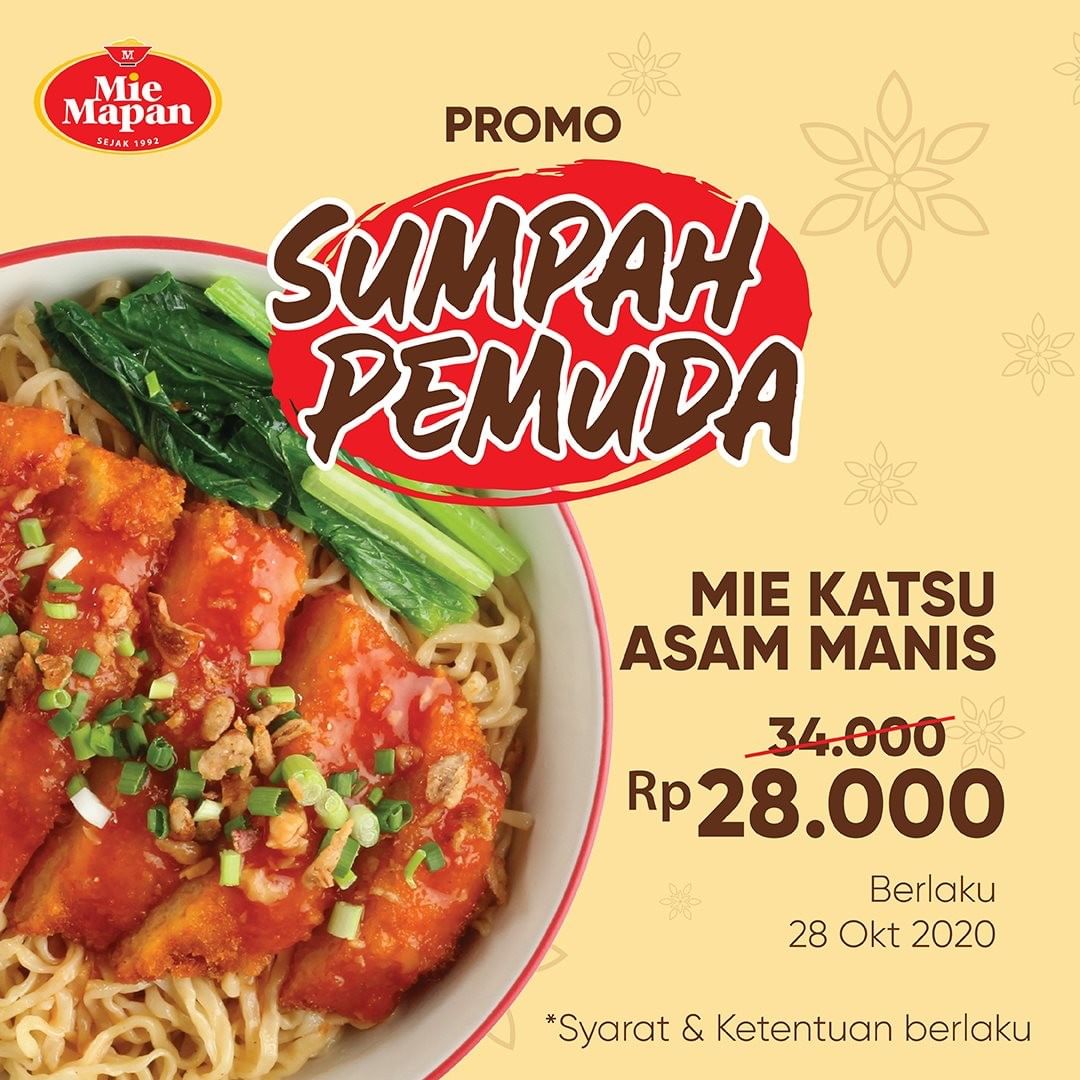 M
Mie
Mapan
SEJAK 1992
PROMO
SUMPAH
PEMUDA
MIE KATSU
ASAM MANIS
34.000
Rp 28.000
Berlaku
28 Okt 2020
*Syarat & Ketentuan berlaku